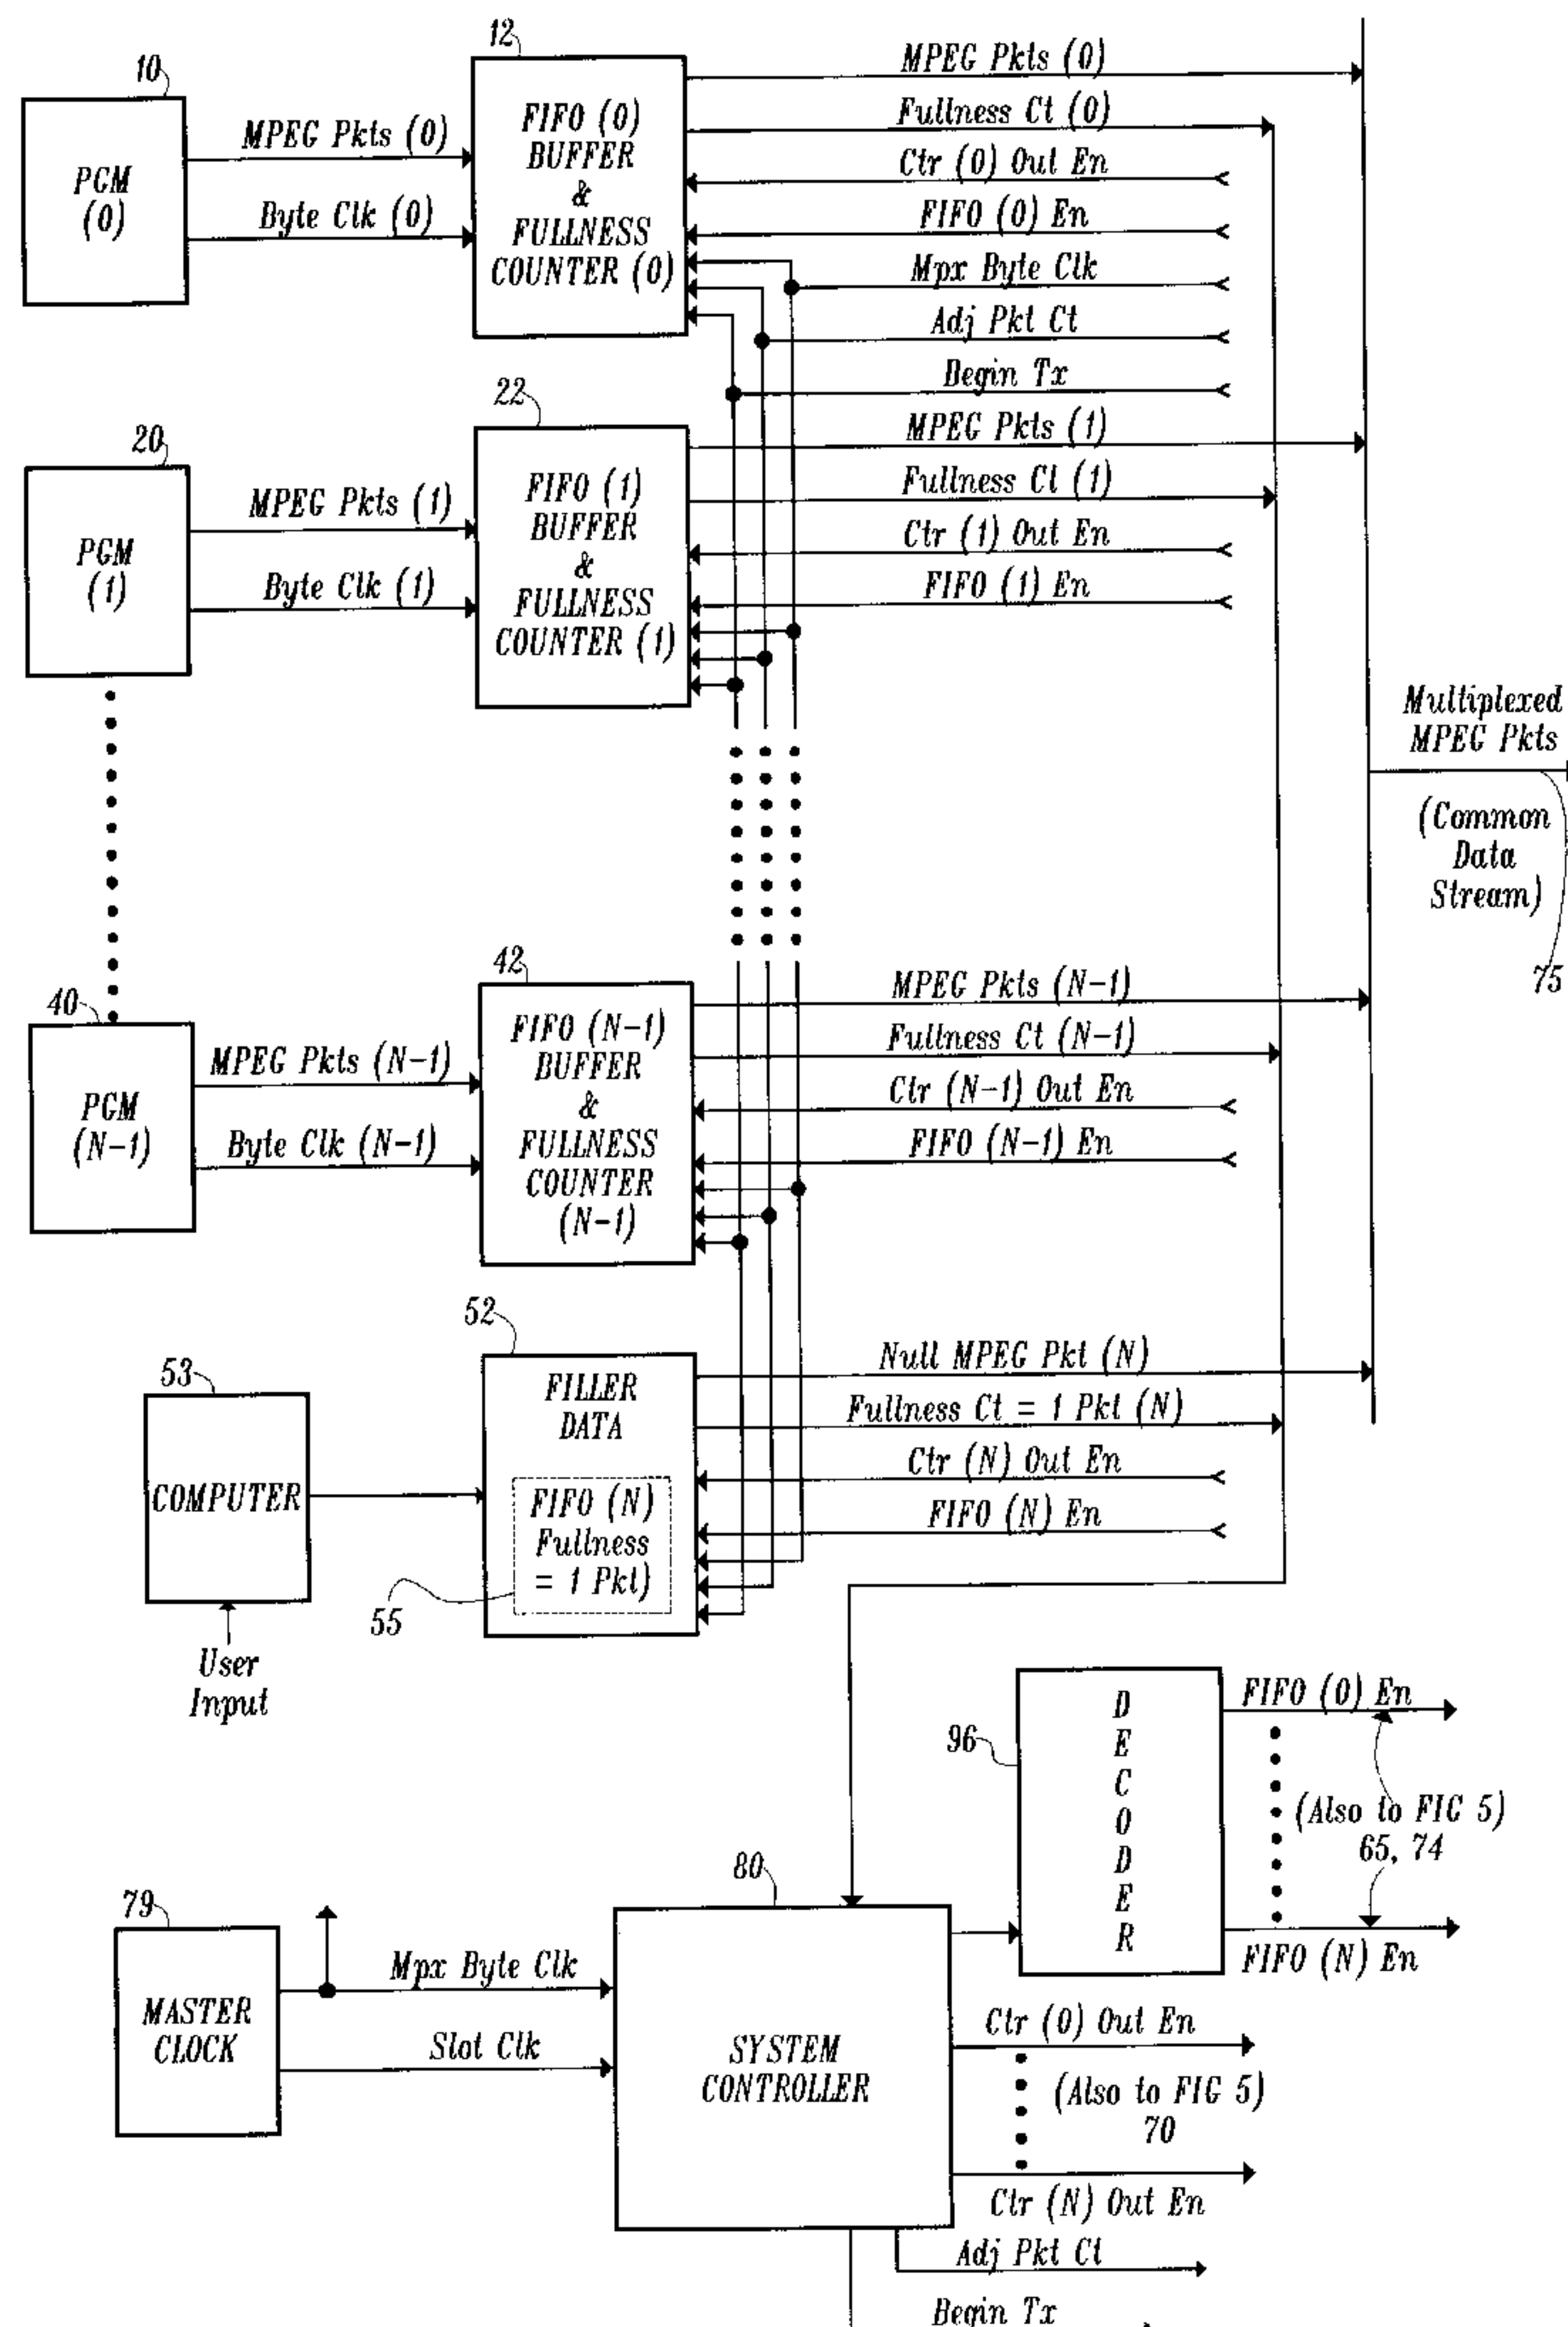 12
MPEG Pkts (0)
10
Fullness Ct (0)
MPEG Pkts (0)
FIFO (0)
BUFFER
&
FULLNESS
COUNTER (0)
Ctr (0) Out En
PGM
(0)
Byte Clk (0)
FIFO (0) En
Mpx Byte Clk
Adj Pkt Ct
Begin Tx
22
MPEG Pkts (1)
20
Fullness Ct (1)
MPEG Pkts (1)
FIFO (1)
BUFFER
&
FULLNESS
COUNTER (1)
Ctr (1) Out En
PGM
(1)
Byte Clk (1)
FIFO (1) En
Multiplexed
MPEG Pkts
(Common
Data
Stream)
75
42
MPEG Pkts (N-1)
40
Fullness Ct (N-1)
MPEG Pkts (N-1)
FIFO (N-1)
BUFFER
&
FULLNESS
COUNTER
(N-1)
Ctr (N-1) Out En
PGM
(N-1)
Byte Clk (N-1)
FIFO (N-1) En
52
Null MPEG Pkt (N)
53
FILLER
DATA
Fullness Ct = 1 Pkt (N)
Ctr (N) Out En
COMPUTER
FIFO (N)
Fullness
= 1 Pkt)
FIFO (N) En
55
User
Input
96
DECODER
FIFO (0) En
(Also to FIG 5)
65, 74
FIFO (N) En
80
79
MASTER
CLOCK
Mpx Byte Clk
Slot Clk
SYSTEM
CONTROLLER
Ctr (0) Out En
(Also to FIG 5)
70
Ctr (N) Out En
Adj Pkt Ct
Begin Tx